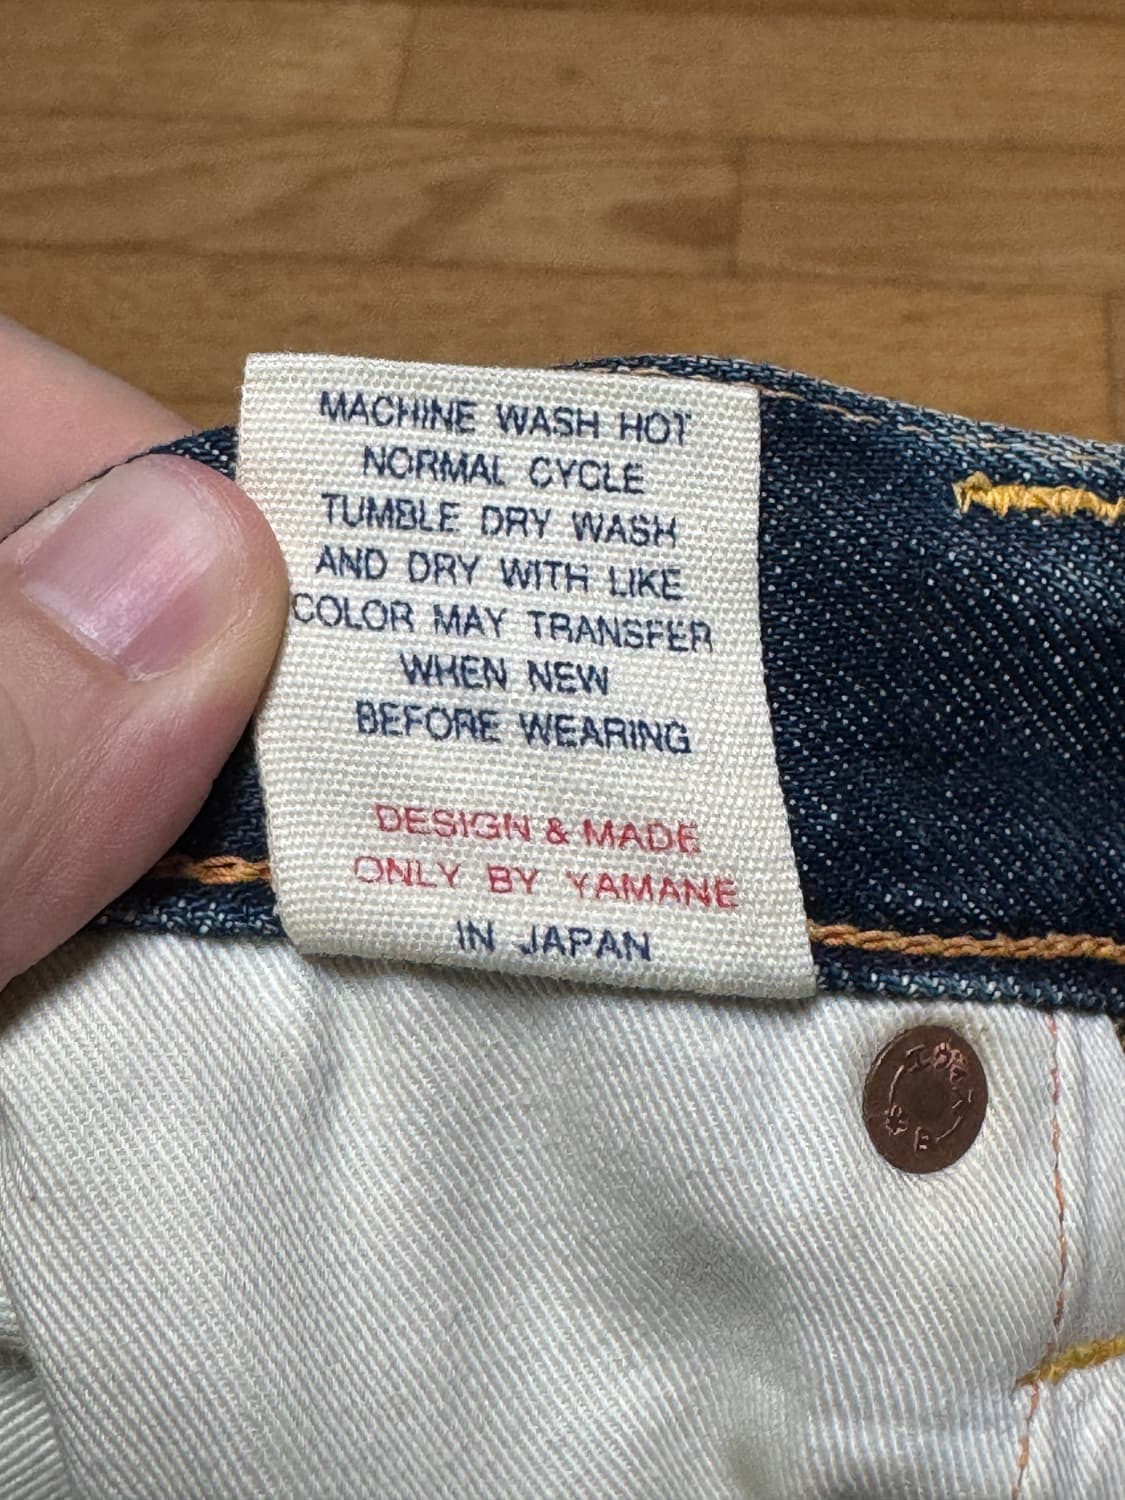 MACHINE WASH HOT
NORMAL CYCLE
TUMBLE DRY WASH
AND DRY WITH LIKE
COLOR MAY TRANSFER
WHEN NEW
BEFORE WEARING
DESIGN & MADE
ONLY BY YAMANE
IN JAPAN